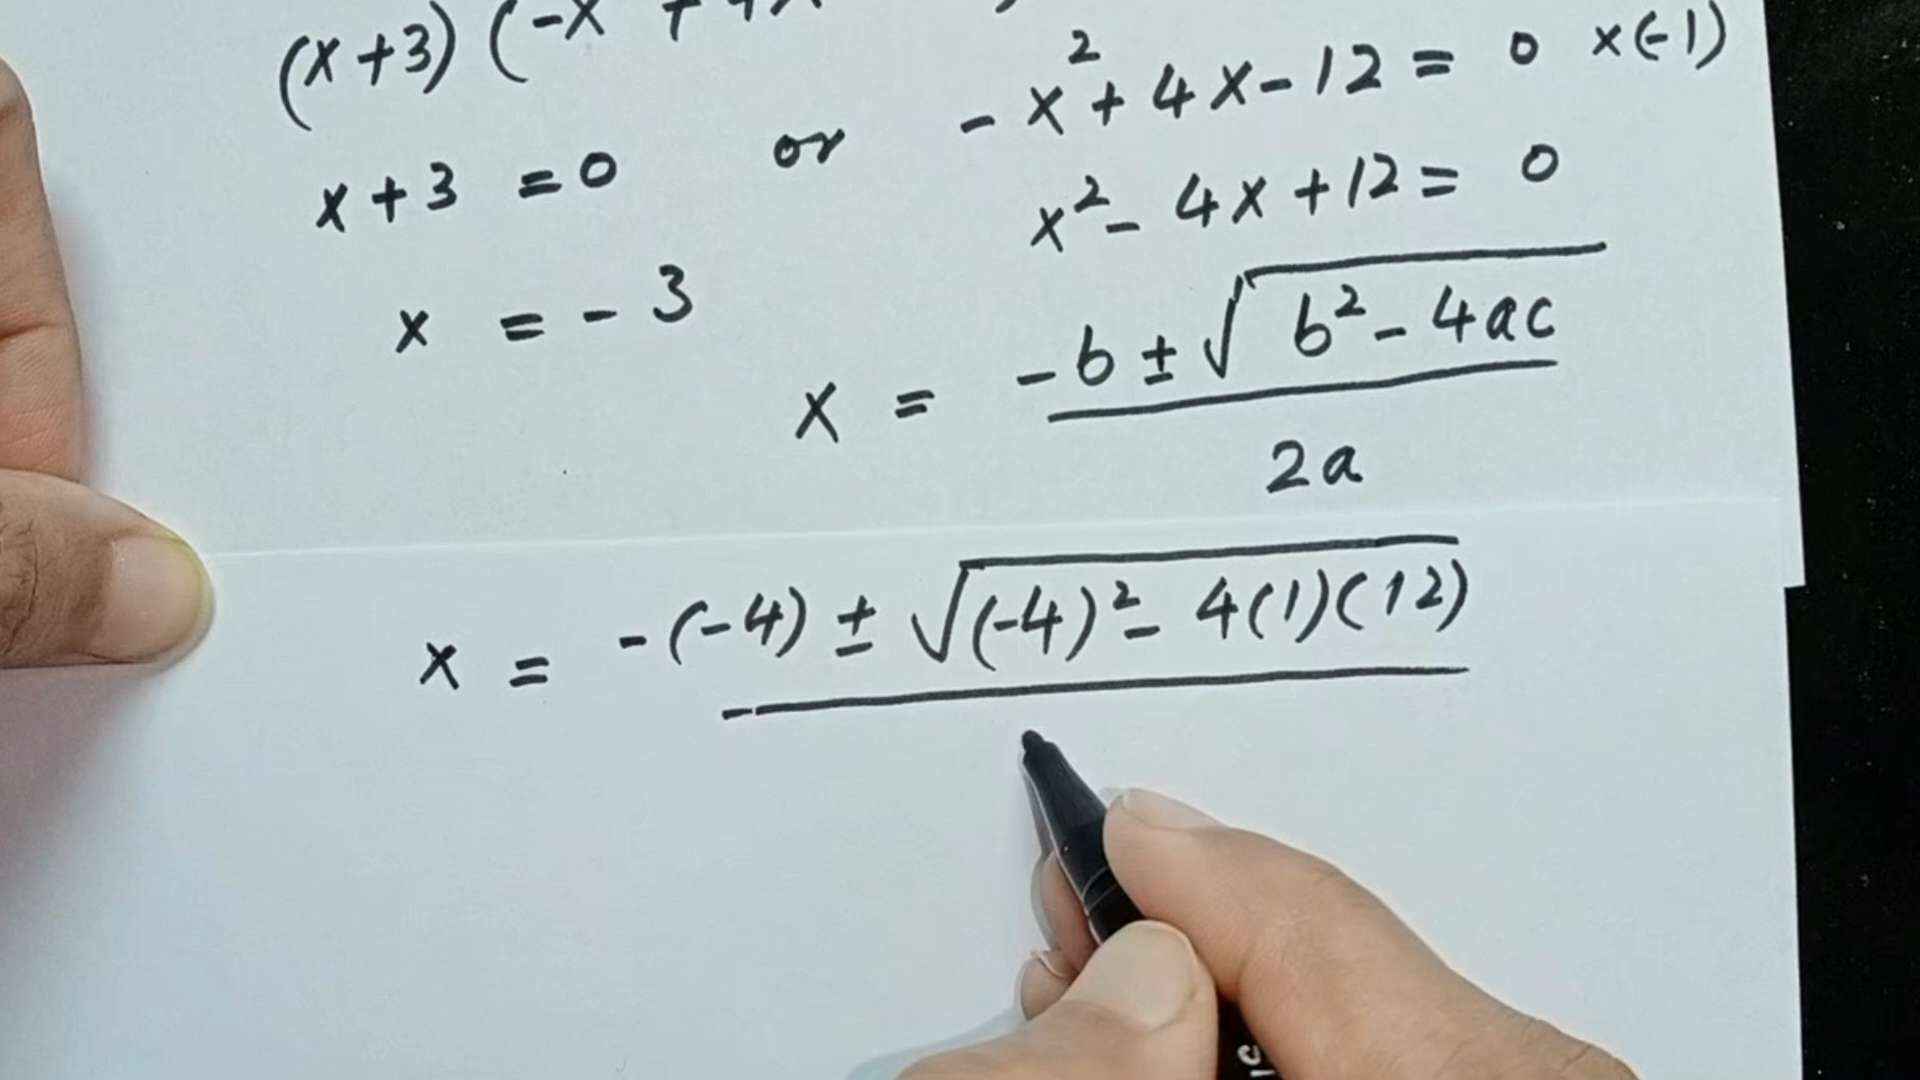 (x+3) (-x + 4x
-x² + 4x - 12 = 0 x(-1)
x + 3 = 0 or
x² - 4x + 12 = 0
x = - 3
x = -b ± √b² - 4ac / 2a
x = -(-4) ± √(-4)² - 4(1)(12)